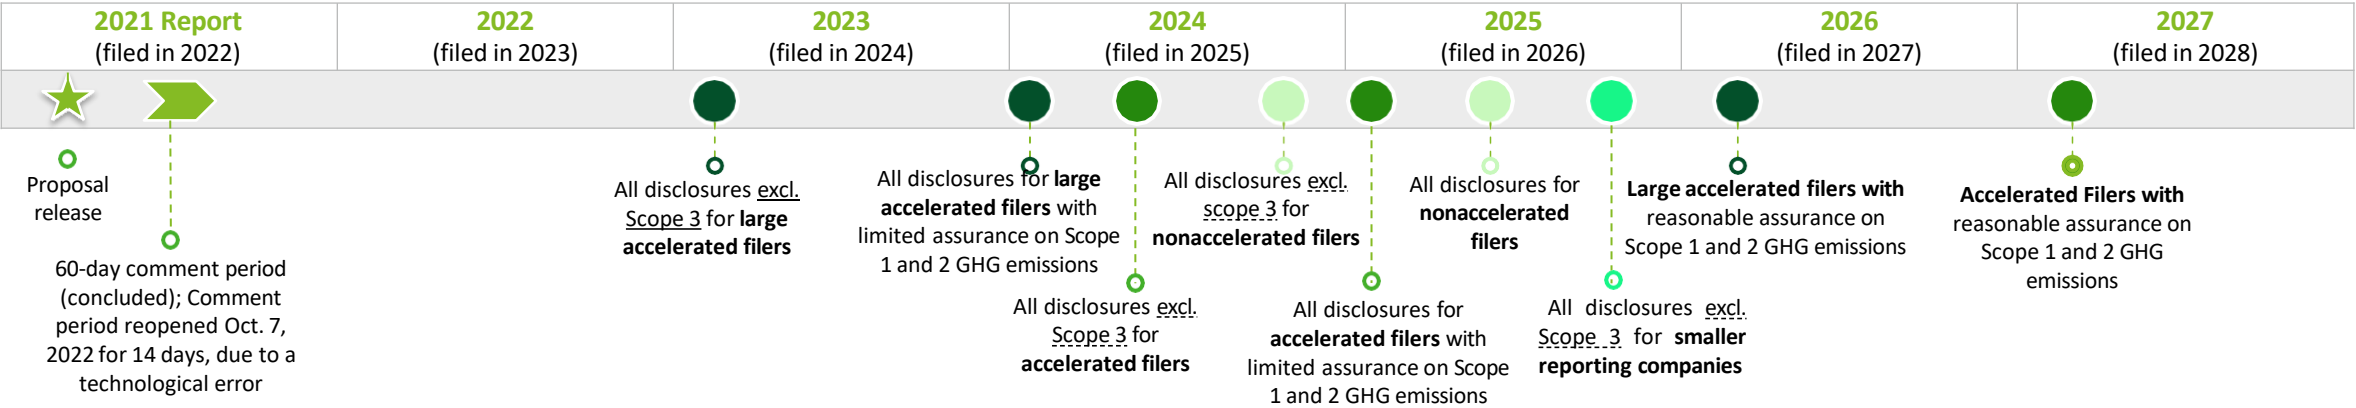 2021 Report
(filed in 2022)
2022
(filed in 2023)
2023
(filed in 2024)
2024
(filed in 2025)
2025
(filed in 2026)
2026
(filed in 2027)
2027
(filed in 2028)
Proposal
release
60-day comment period
(concluded); Comment
period reopened Oct. 7,
2022 for 14 days, due to a
technological error
All disclosures excl.
Scope 3 for large
accelerated filers
All disclosures for large
accelerated filers with
limited assurance on Scope
1 and 2 GHG emissions
All disclosures excl.
Scope 3 for
accelerated filers
All disclosures excl.
scope 3 for
nonaccelerated filers
All disclosures for
accelerated filers with
limited assurance on Scope
1 and 2 GHG emissions
All disclosures for
nonaccelerated
filers
All disclosures excl.
Scope 3 for smaller
reporting companies
Large accelerated filers with
reasonable assurance on
Scope 1 and 2 GHG emissions
Accelerated Filers with
reasonable assurance on
Scope 1 and 2 GHG
emissions